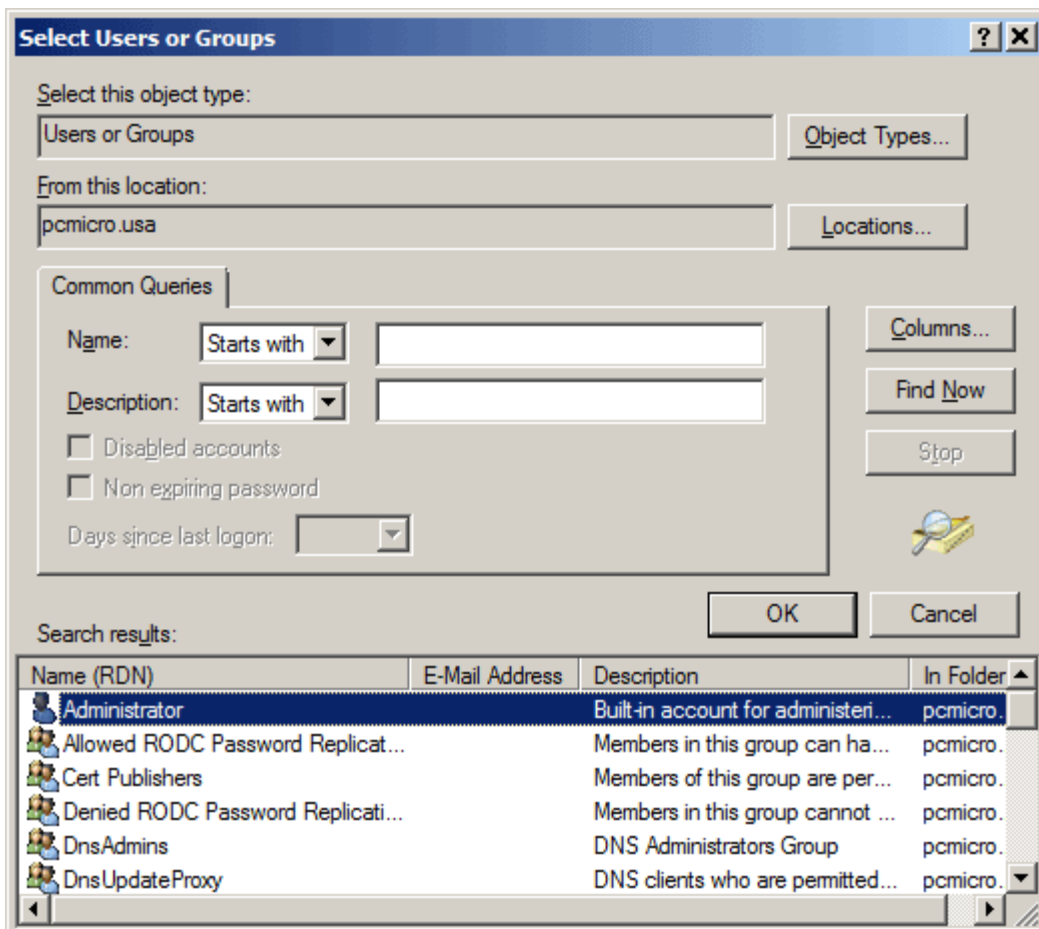 Select Users or Groups
Select this object type:
Users or Groups
Object Types...
From this location:
pcmicro.usa
Locations...
Common Queries
Name: Starts with
Columns...
Description: Starts with
Find Now
Disabled accounts
Stop
Non expiring password
Days since last logon:
OK Cancel
Search results:
Name (RDN) E-Mail Address Description In Folder
Administrator Built-in account for administeri... pcmicro.
Allowed RODC Password Replicat... Members in this group can ha... pcmicro.
Cert Publishers Members of this group are per... pcmicro.
Denied RODC Password Replicati... Members in this group cannot ... pcmicro.
DnsAdmins DNS Administrators Group pcmicro.
DnsUpdateProxy DNS clients who are permitted... pcmicro.